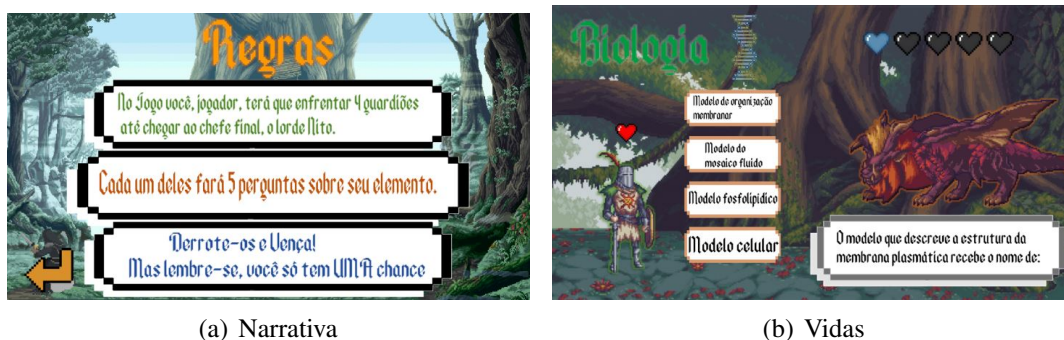 Regras
No Jogo você, jogador, terá que enfrentar 4 guardiões
até chegar ao chefe final, o lorde Nito.
Cada um deles fará 5 perguntas sobre seu elemento.
Derrote-os e Vença!
Mas lembre-se, você só tem UMA chance
(a) Narrativa
Biologia
Modelo de organização
membranar
Modelo do
mosaico fluido
Modelo fosfolipídico
Modelo celular
O modelo que descreve a estrutura da
membrana plasmática recebe o nome de:
(b) Vidas